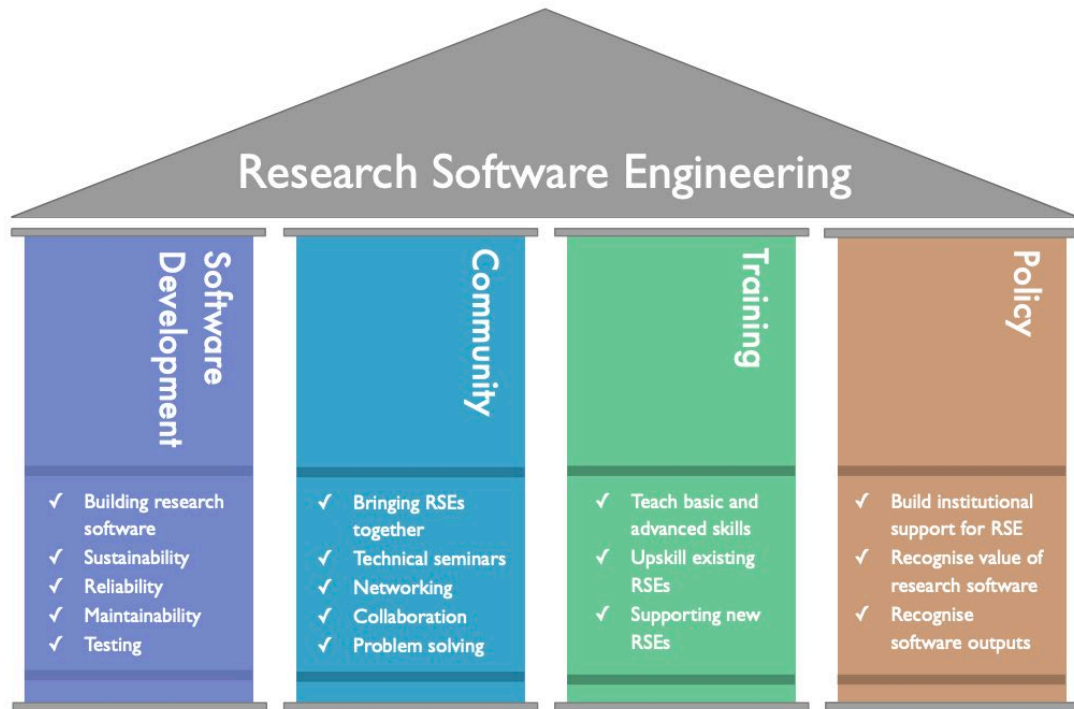 Research Software Engineering
Software
Development
✓ Building research
software
✓ Sustainability
✓ Reliability
✓ Maintainability
✓ Testing
Community
✓ Bringing RSEs
together
✓ Technical seminars
✓ Networking
✓ Collaboration
✓ Problem solving
Training
✓ Teach basic and
advanced skills
✓ Upskill existing
RSEs
✓ Supporting new
RSEs
Policy
✓ Build institutional
support for RSE
✓ Recognise value of
research software
✓ Recognise
software outputs